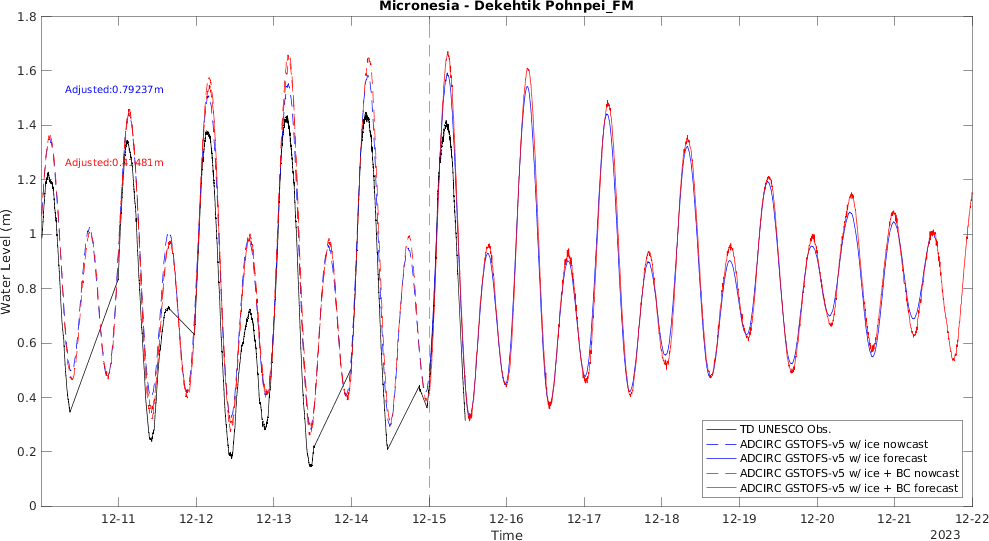 Micronesia - Dekehtik Pohnpei_FM
1.8
1.6
1.4
1.2
1
0.8
0.6
0.4
0.2
0
Water Level (m)
Adjusted:0.79237m
Adjusted:0.41481m
TD UNESCO Obs.
ADCIRC GSTOFS-v5 w/ ice nowcast
ADCIRC GSTOFS-v5 w/ ice forecast
ADCIRC GSTOFS-v5 w/ ice + BC nowcast
ADCIRC GSTOFS-v5 w/ ice + BC forecast
12-11 12-12 12-13 12-14 12-15 12-16 12-17 12-18 12-19 12-20 12-21 12-22
Time
2023